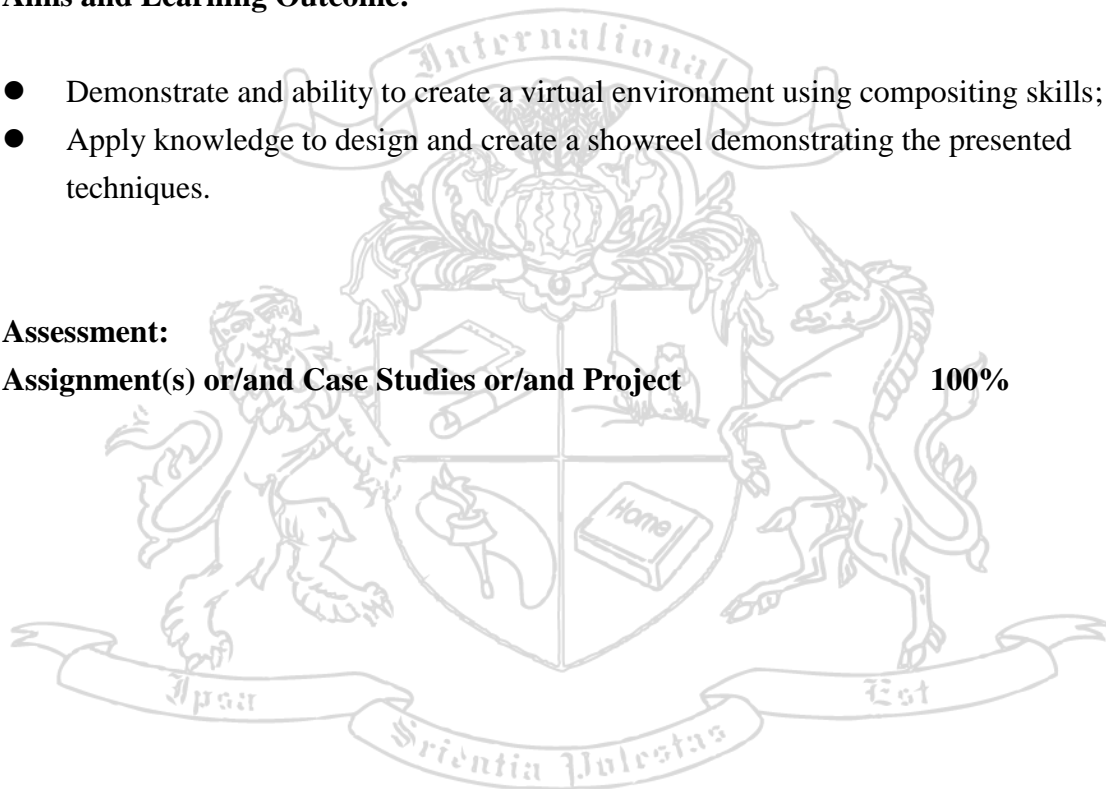 Aims and Learning Outcome:
International
● Demonstrate and ability to create a virtual environment using compositing skills;
● Apply knowledge to design and create a showreel demonstrating the presented
techniques.
Assessment:
Assignment(s) or/and Case Studies or/and Project 100%
Home
Ipsa Scientia Potestas Est